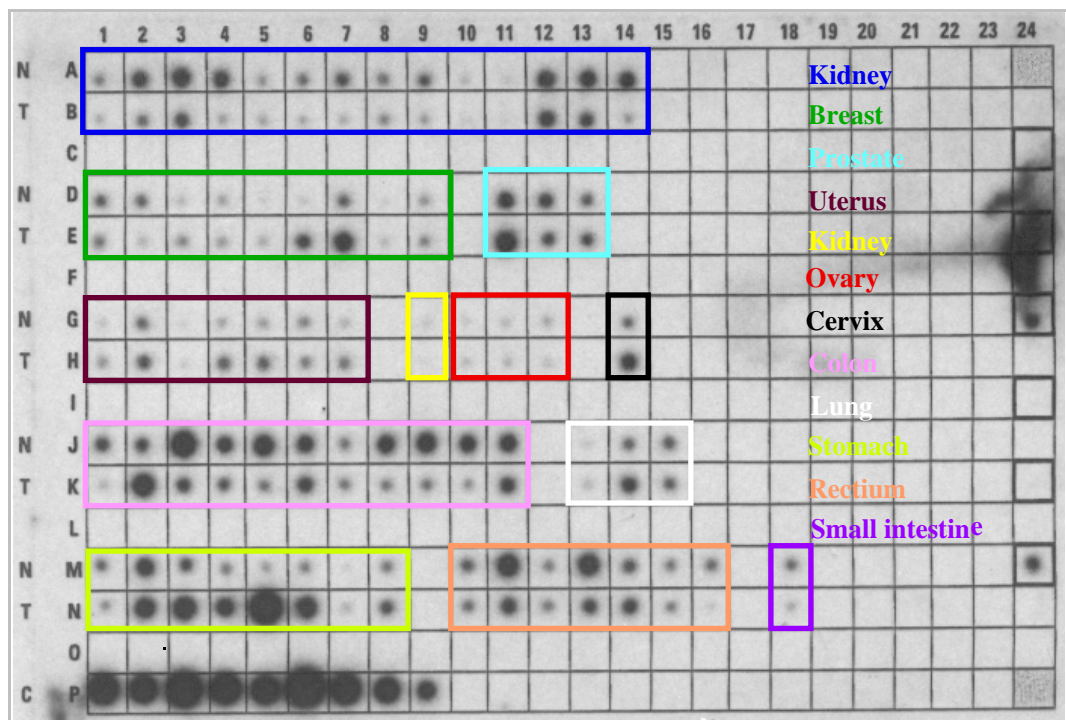 1 2 3 4 5 6 7 8 9 10 11 12 13 14 15 16 17 18 19 20 21 22 23 24
N A Kidney
T B Breast
C Prostate
N D Uterus
T E Kidney
F Ovary
N G Cervix
T H Colon
I Lung
N J Stomach
T K Rectium
L Small intestine
N M
T N
O
C P